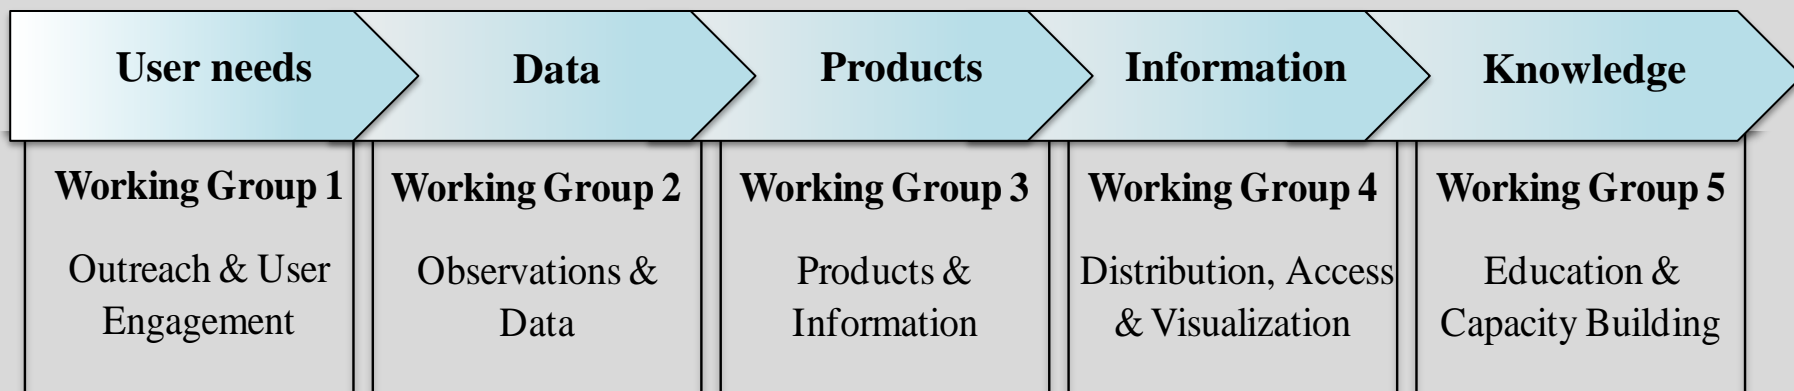 User needs
Data
Products
Information
Knowledge
Working Group 1
Outreach & User
Engagement
Working Group 2
Observations &
Data
Working Group 3
Products &
Information
Working Group 4
Distribution, Access
& Visualization
Working Group 5
Education &
Capacity Building